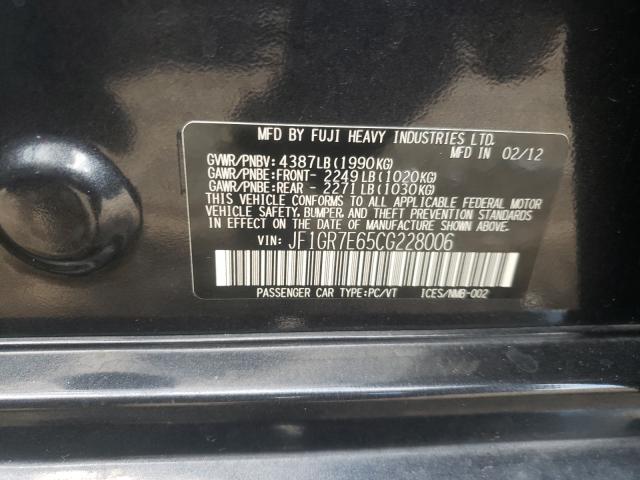 MFD BY FUJI HEAVY INDUSTRIES LTD.
MFD IN 02/12
GVWR/PNBV: 4387LB(1990KG)
GAWR/PNBE:FRONT- 2249LB(1020KG)
GAWR/PNBE:REAR - 2271LB(1030KG)
THIS VEHICLE CONFORMS TO ALL APPLICABLE FEDERAL MOTOR
VEHICLE SAFETY, BUMPER, AND THEFT PREVENTION STANDARDS
IN EFFECT ON THE DATE OF MANUFACTURE SHOWN ABOVE.
VIN: JF1GR7E65CG228006
PASSENGER CAR TYPE:PC/VT ICES/NMB-002